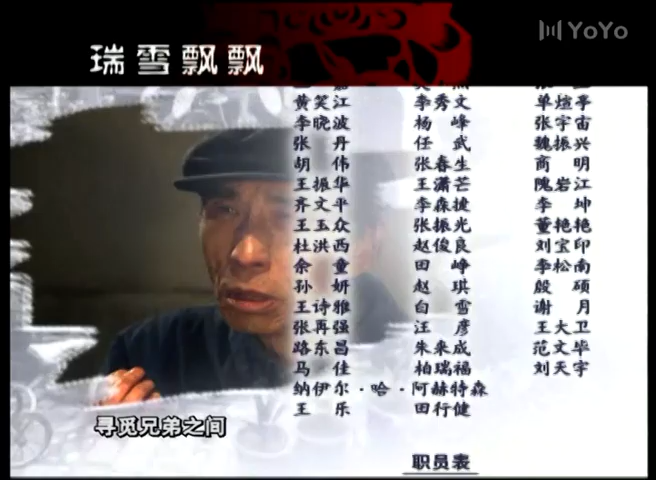 YoYo
瑞雪飘飘
黄笑江 李秀文 单煊亭
李晓波 杨峰 张宇宙
张丹 任武 魏振兴
胡伟 张春生 商明
王振华 王潇芒 隗岩江
齐文平 李森捷 李坤
王玉众 张振光 董艳艳
杜洪西 赵俊良 刘宝印
余童 田峥 李松南
孙妍 赵琪 殷硕
王诗雅 白雪 谢月
张再强 汪彦 王大卫
路东昌 朱来成 范文毕
马佳 柏瑞福 刘天宇
纳伊尔·哈·阿赫特森
王乐 田行健
寻觅兄弟之间
职员表